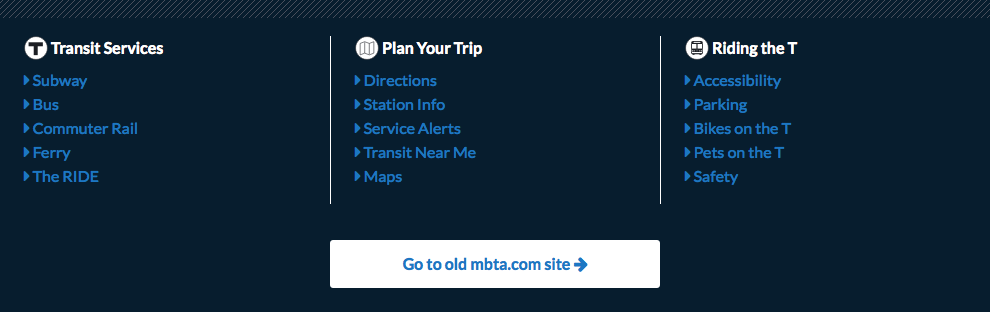 Transit Services
Subway
Bus
Commuter Rail
Ferry
The RIDE
Plan Your Trip
Directions
Station Info
Service Alerts
Transit Near Me
Maps
Riding the T
Accessibility
Parking
Bikes on the T
Pets on the T
Safety
Go to old mbta.com site